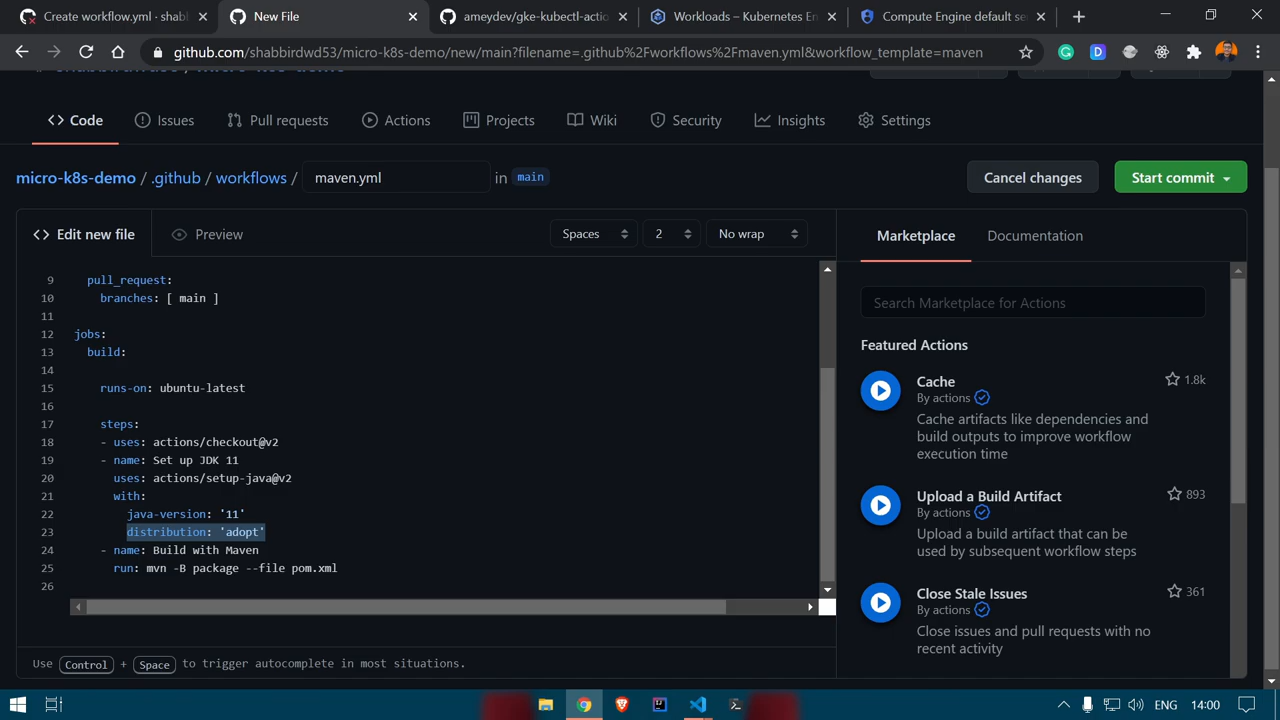 Create workflow.yml · shab
New File
ameydev/gke-kubectl-actio
Workloads – Kubernetes En
Compute Engine default se
github.com/shabbirdwd53/micro-k8s-demo/new/main?filename=.github%2Fworkflows%2Fmaven.yml&workflow_template=maven
Code
Issues
Pull requests
Actions
Projects
Wiki
Security
Insights
Settings
micro-k8s-demo / .github / workflows / maven.yml in main
Cancel changes
Start commit
Edit new file
Preview
Spaces
2
No wrap
9 pull_request:
10 branches: [ main ]
11
12 jobs:
13 build:
14
15 runs-on: ubuntu-latest
16
17 steps:
18 - uses: actions/checkout@v2
19 - name: Set up JDK 11
20 uses: actions/setup-java@v2
21 with:
22 java-version: '11'
23 distribution: 'adopt'
24 - name: Build with Maven
25 run: mvn -B package --file pom.xml
26
Use Control + Space to trigger autocomplete in most situations.
Marketplace
Documentation
Search Marketplace for Actions
Featured Actions
Cache
1.8k
By actions
Cache artifacts like dependencies and
build outputs to improve workflow
execution time
Upload a Build Artifact
893
By actions
Upload a build artifact that can be
used by subsequent workflow steps
Close Stale Issues
361
By actions
Close issues and pull requests with no
recent activity
ENG
14:00